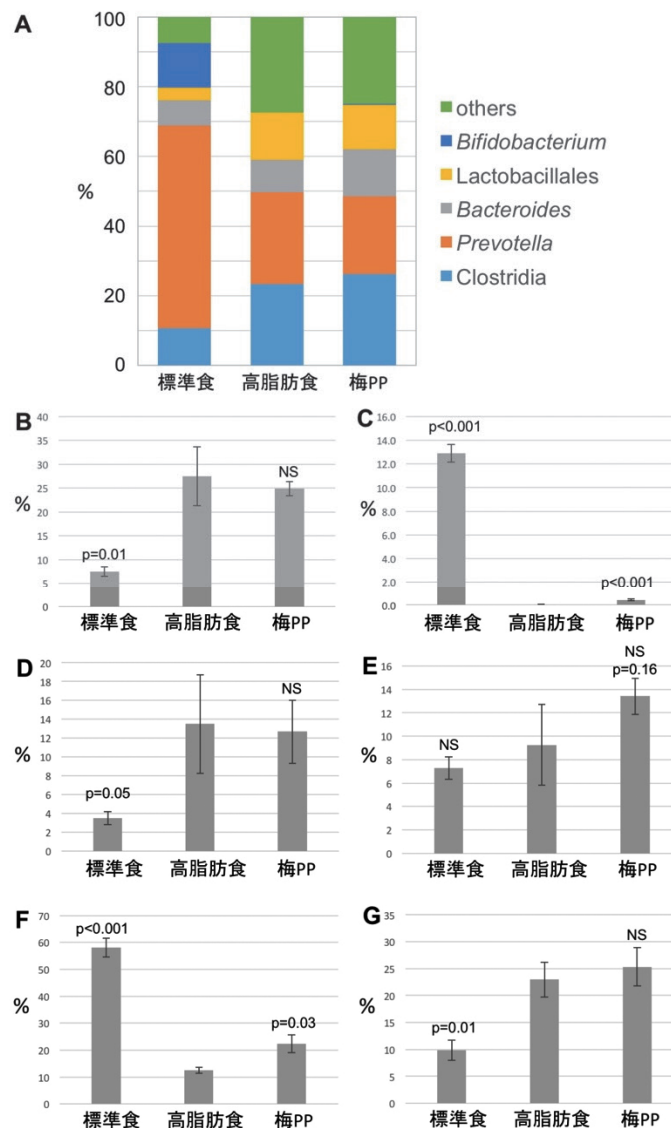 A
100
80
60
%
40
20
0
標準食 高脂肪食 梅PP
others
Bifidobacterium
Lactobacillales
Bacteroides
Prevotella
Clostridia
B
40
35
30
25
20
15
10
5
0
%
p=0.01
NS
標準食 高脂肪食 梅PP
C
16.0
14.0
12.0
10.0
8.0
6.0
4.0
2.0
0.0
%
p<0.001
p<0.001
標準食 高脂肪食 梅PP
D
20
18
16
14
12
10
8
6
4
2
0
%
p=0.05
NS
標準食 高脂肪食 梅PP
E
16
14
12
10
8
6
4
2
0
%
NS
NS
p=0.16
標準食 高脂肪食 梅PP
F
70
60
50
40
30
20
10
0
%
p<0.001
p=0.03
標準食 高脂肪食 梅PP
G
35
30
25
20
15
10
5
0
%
p=0.01
NS
標準食 高脂肪食 梅PP